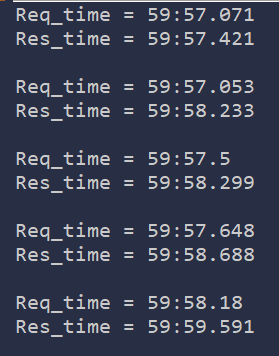 Req_time = 59:57.071
Res_time = 59:57.421
Req_time = 59:57.053
Res_time = 59:58.233
Req_time = 59:57.5
Res_time = 59:58.299
Req_time = 59:57.648
Res_time = 59:58.688
Req_time = 59:58.18
Res_time = 59:59.591